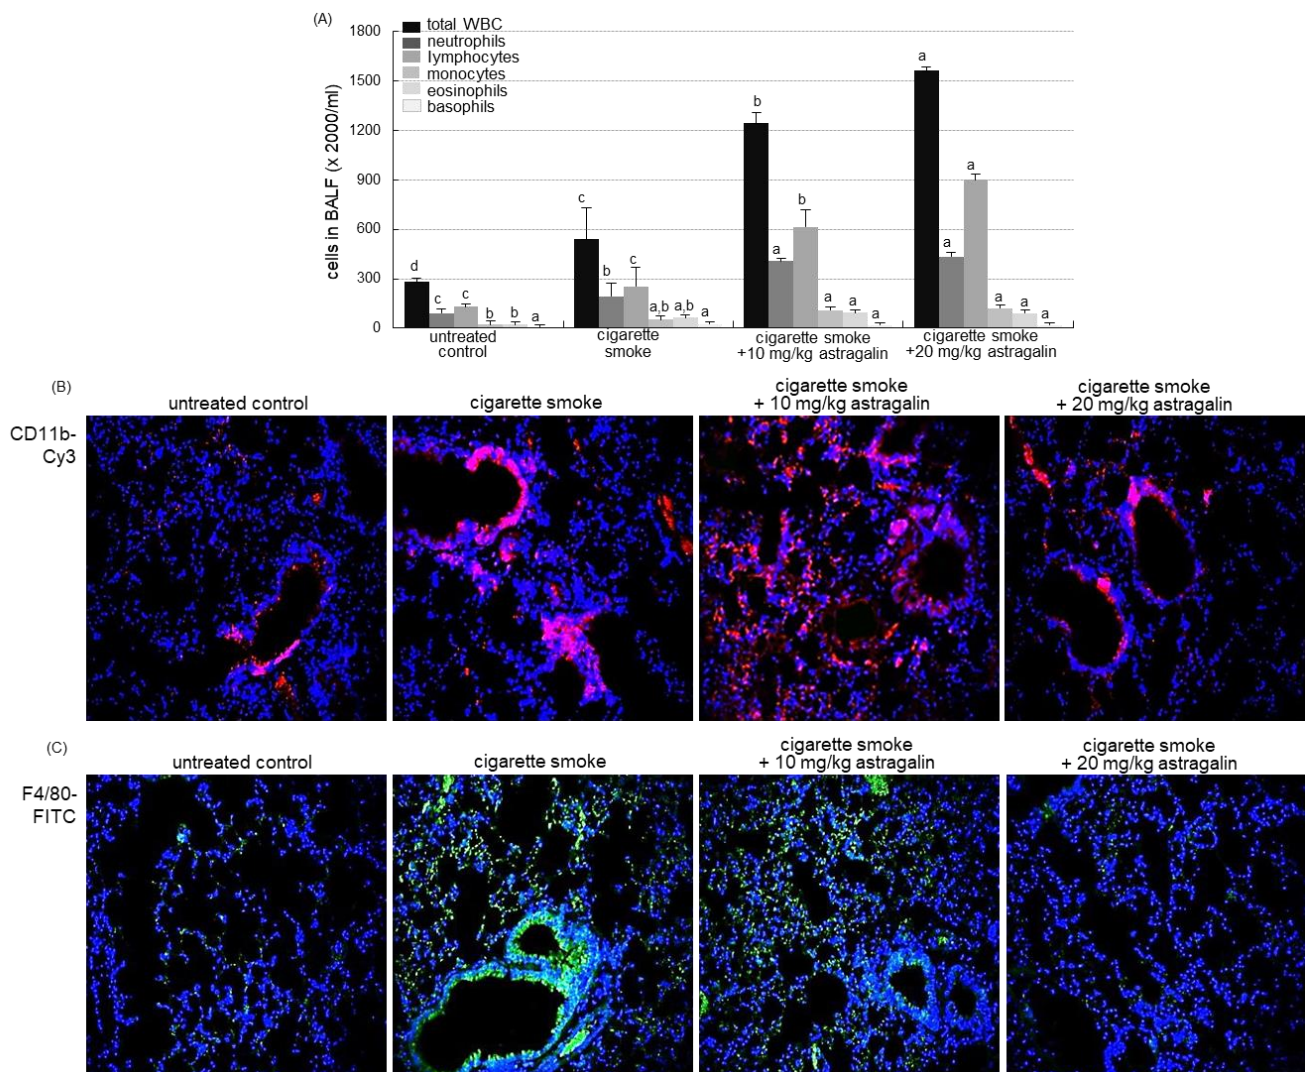 (A)
1800
1500
1200
900
600
300
0
cells in BALF (x 2000/ml)
total WBC
neutrophils
lymphocytes
monocytes
eosinophils
basophils
d
c
c
b
b
a
c
b
c
a,b
a,b
a
b
a
b
a
a
a
a
a
a
a
a
a
untreated
control
cigarette
smoke
cigarette smoke
+10 mg/kg astragalin
cigarette smoke
+20 mg/kg astragalin
(B)
CD11b-
Cy3
untreated control
cigarette smoke
cigarette smoke
+ 10 mg/kg astragalin
cigarette smoke
+ 20 mg/kg astragalin
(C)
F4/80-
FITC
untreated control
cigarette smoke
cigarette smoke
+ 10 mg/kg astragalin
cigarette smoke
+ 20 mg/kg astragalin